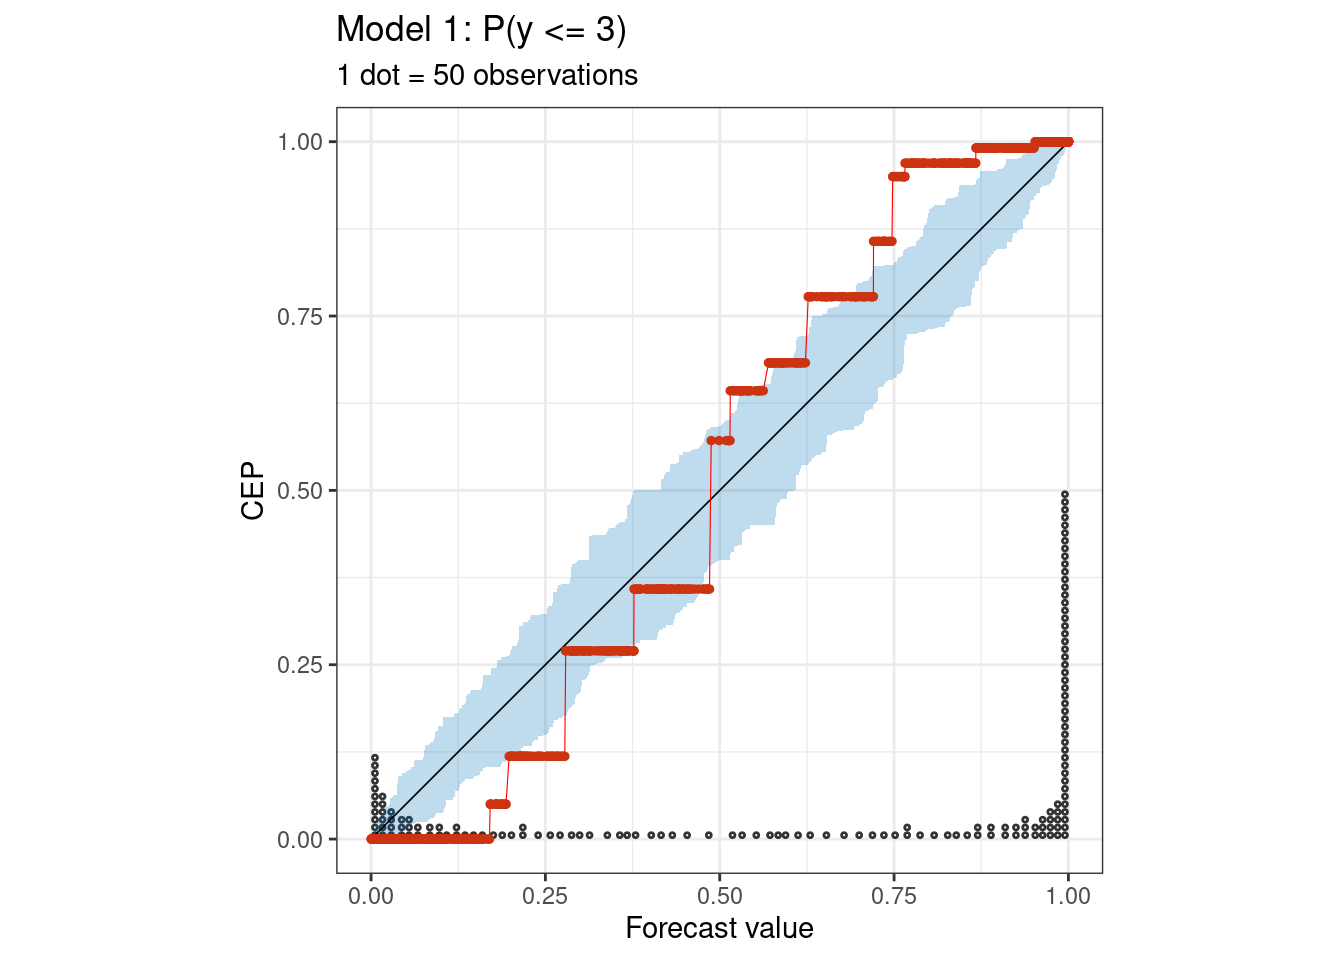 Model 1: P(y <= 3)
1 dot = 50 observations
1.00
0.75
0.50
0.25
0.00
CEP
0.00 0.25 0.50 0.75 1.00
Forecast value